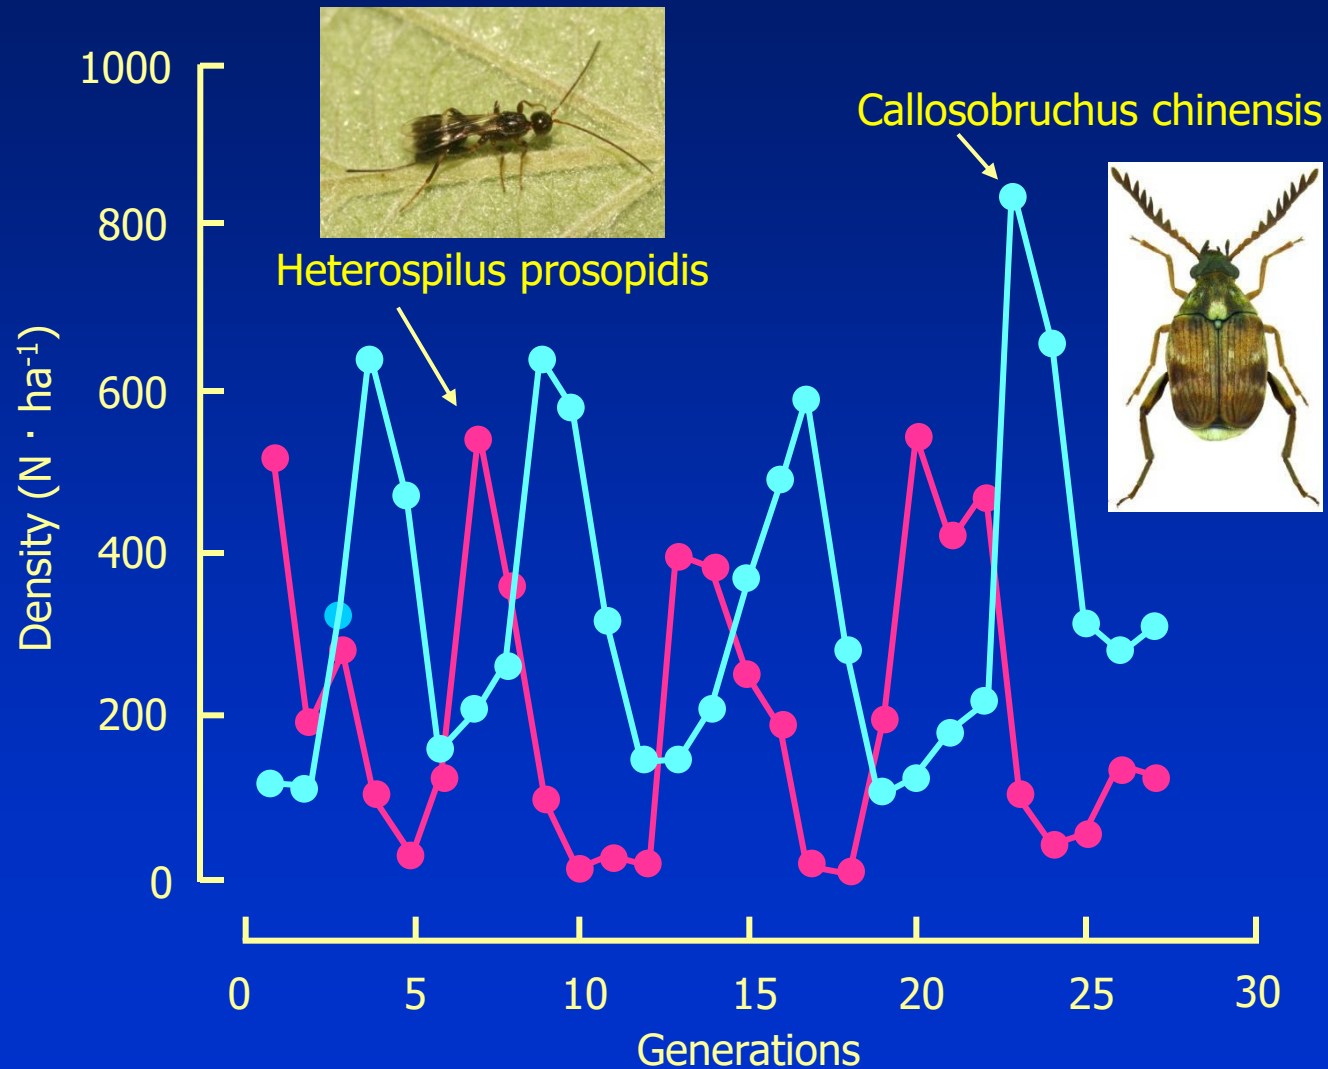 1000
Callosobruchus chinensis
800
Heterospilus prosopidis
600
400
200
0
Density (N · ha⁻¹)
0 5 10 15 20 25 30
Generations